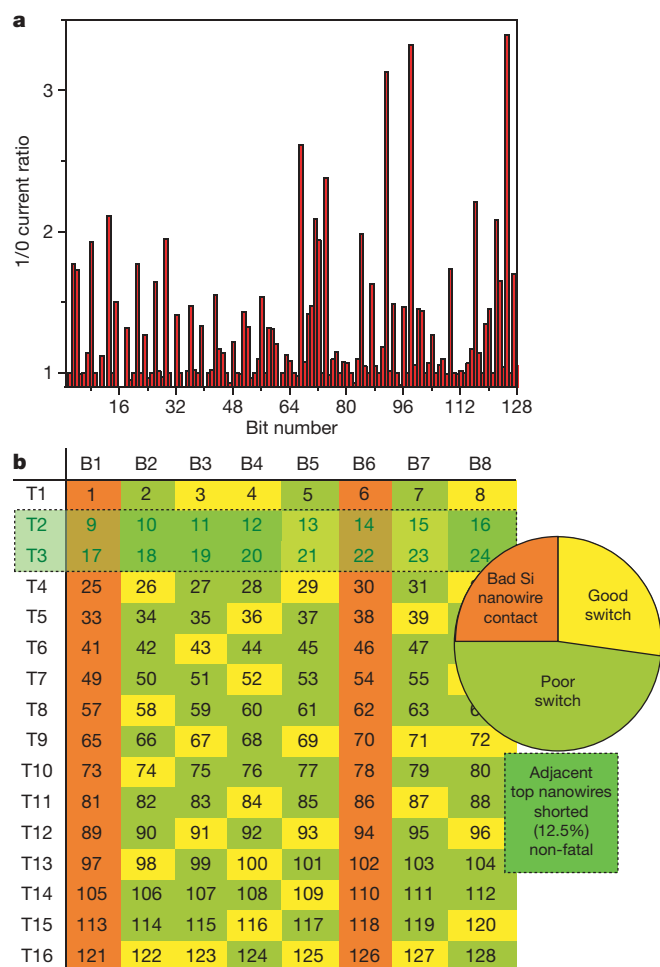 a
1/0 current ratio
3
2
1
16 32 48 64 80 96 112 128
Bit number
b
B1 B2 B3 B4 B5 B6 B7 B8
T1 1 2 3 4 5 6 7 8
T2 9 10 11 12 13 14 15 16
T3 17 18 19 20 21 22 23 24
T4 25 26 27 28 29 30 31
T5 33 34 35 36 37 38 39
T6 41 42 43 44 45 46 47
T7 49 50 51 52 53 54 55
T8 57 58 59 60 61 62 63
T9 65 66 67 68 69 70 71 72
T10 73 74 75 76 77 78 79 80
T11 81 82 83 84 85 86 87 88
T12 89 90 91 92 93 94 95 96
T13 97 98 99 100 101 102 103 104
T14 105 106 107 108 109 110 111 112
T15 113 114 115 116 117 118 119 120
T16 121 122 123 124 125 126 127 128
Bad Si
nanowire
contact
Good
switch
Poor
switch
Adjacent
top nanowires
shorted
(12.5%)
non-fatal